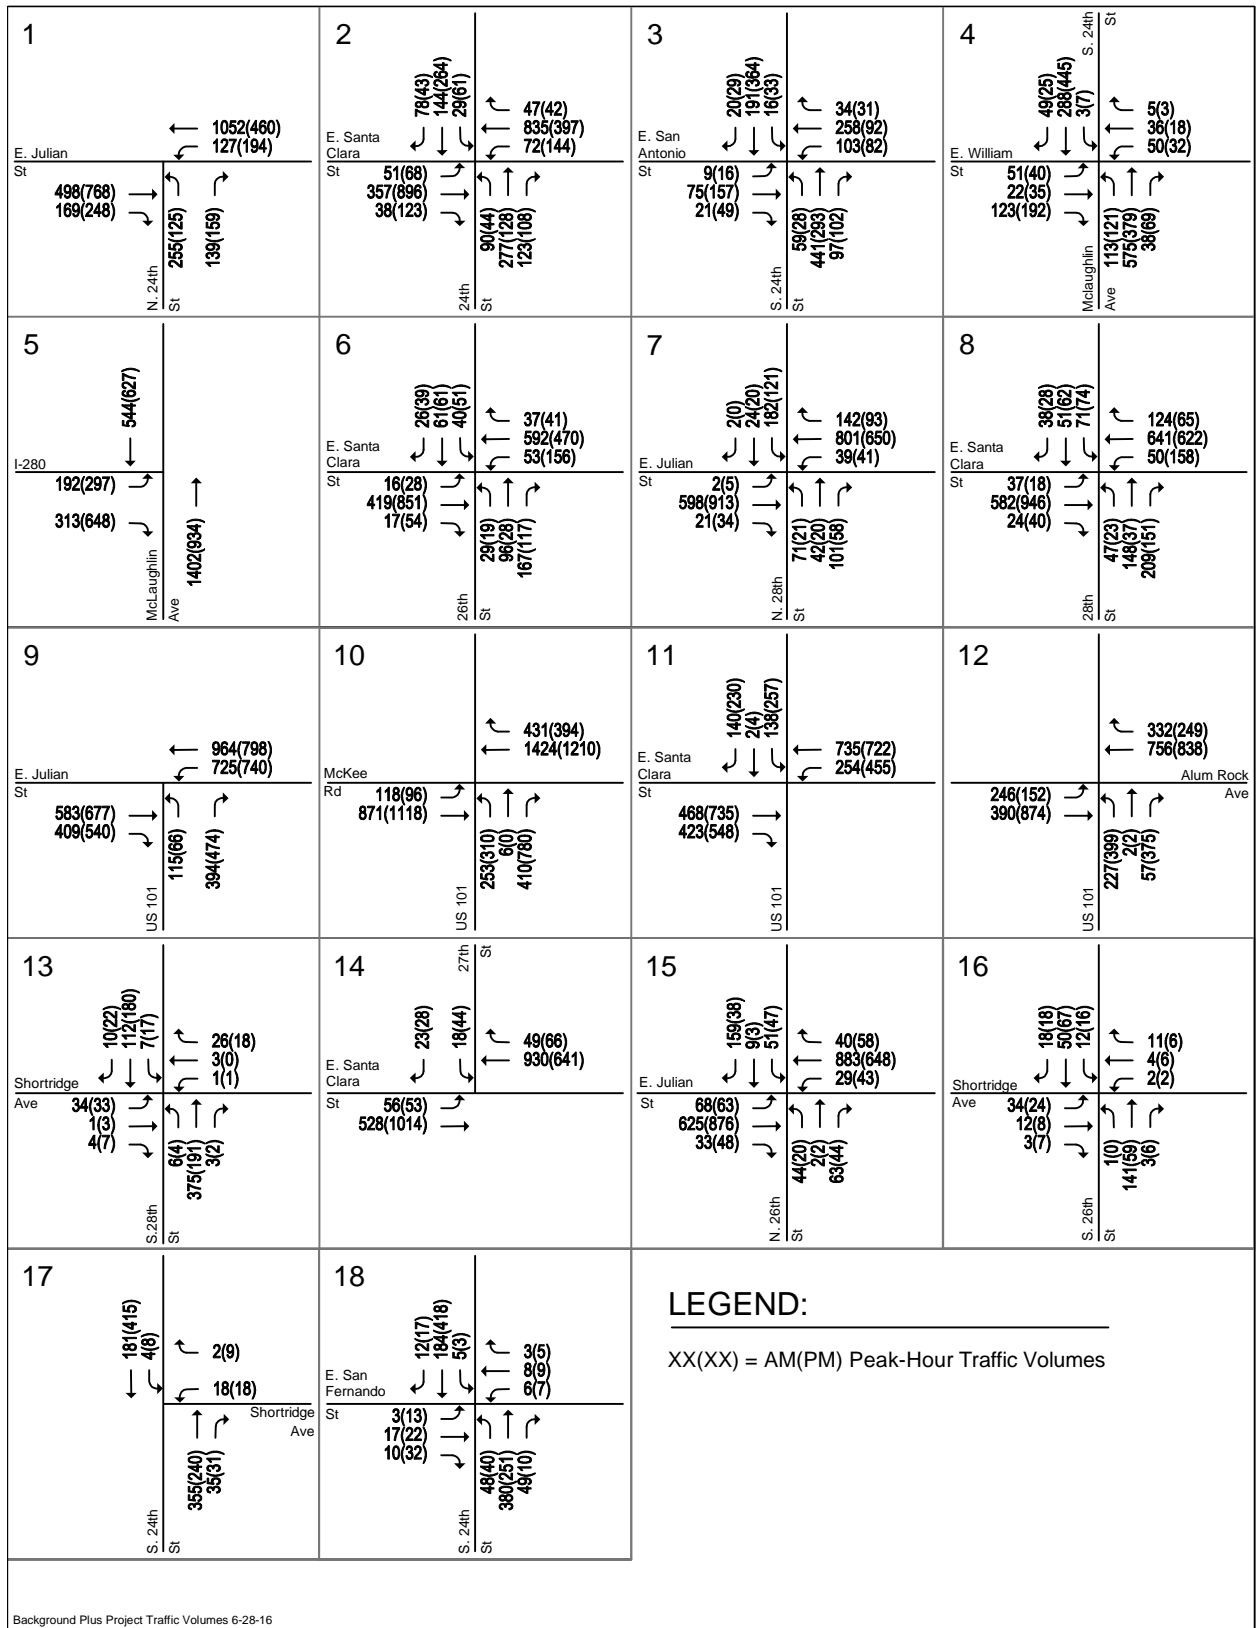 1
1052(460)
127(194)
E. Julian
St
498(768)
169(248)
255(125)
139(159)
N. 24th
St
2
78(43)
144(264)
29(61)
47(42)
835(397)
72(144)
E. Santa
Clara
St
51(68)
357(896)
38(123)
90(44)
277(128)
123(108)
24th
St
3
20(29)
191(364)
16(33)
34(31)
258(92)
103(82)
E. San
Antonio
St
9(16)
75(157)
21(49)
59(28)
441(293)
97(102)
S. 24th
St
4
S. 24th
St
49(25)
288(445)
3(7)
5(3)
36(18)
50(32)
E. William
St
51(40)
22(35)
123(192)
113(121)
575(379)
38(69)
Mclaughlin
Ave
5
544(627)
I-280
192(297)
313(648)
1402(934)
McLaughlin
Ave
6
26(39)
61(61)
40(51)
37(41)
592(470)
53(156)
E. Santa
Clara
St
16(28)
419(851)
17(54)
29(19)
96(28)
167(117)
26th
St
7
2(0)
24(20)
182(121)
142(93)
801(650)
39(41)
E. Julian
St
2(5)
598(913)
21(34)
71(21)
42(20)
101(58)
N. 28th
St
8
38(28)
51(62)
71(74)
124(65)
641(622)
50(158)
E. Santa
Clara
St
37(18)
582(946)
24(40)
47(23)
148(37)
209(151)
28th
St
9
964(798)
725(740)
E. Julian
St
583(677)
409(540)
115(66)
394(474)
US 101
10
431(394)
1424(1210)
McKee
Rd
118(96)
871(1118)
253(310)
6(0)
410(780)
US 101
11
140(230)
2(4)
138(257)
735(722)
254(455)
E. Santa
Clara
St
468(735)
423(548)
US 101
12
332(249)
756(838)
Alum Rock
Ave
246(152)
390(874)
227(399)
2(2)
57(375)
US 101
13
10(22)
112(180)
7(17)
26(18)
3(0)
1(1)
Shortridge
Ave
34(33)
1(3)
4(7)
6(4)
375(191)
3(2)
S.28th
St
14
27th
St
23(28)
18(44)
49(66)
930(641)
E. Santa
Clara
St
56(53)
528(1014)
15
159(38)
9(3)
51(47)
40(58)
883(648)
29(43)
E. Julian
St
68(63)
625(876)
33(48)
44(20)
2(2)
63(44)
N. 26th
St
16
18(18)
50(67)
12(16)
11(6)
4(6)
2(2)
Shortridge
Ave
34(24)
12(8)
3(7)
1(0)
141(59)
3(6)
S. 26th
St
17
181(415)
4(8)
2(9)
18(18)
Shortridge
Ave
355(240)
35(31)
S. 24th
St
18
12(17)
184(418)
5(3)
3(5)
8(9)
6(7)
E. San
Fernando
St
3(13)
17(22)
10(32)
48(40)
380(251)
49(10)
S. 24th
St
LEGEND:
XX(XX) = AM(PM) Peak-Hour Traffic Volumes
Background Plus Project Traffic Volumes 6-28-16